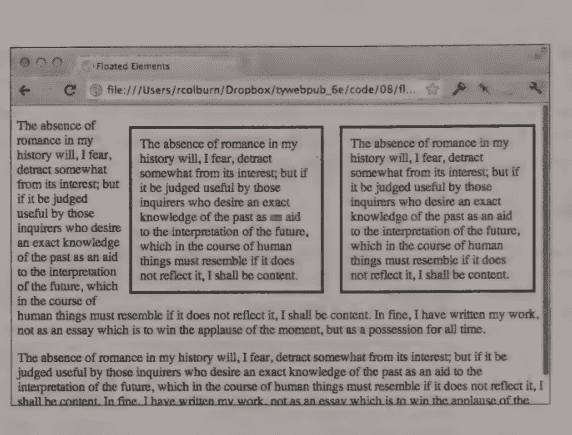 Floated Elements
file:///Users/rcolburn/Dropbox/tywebpub_6e/code/08/fl...
The absence of
romance in my
history will, I fear,
detract somewhat
from its interest; but
if it be judged
useful by those
inquirers who desire
an exact knowledge
of the past as an aid
to the interpretation
of the future, which
in the course of
human things must resemble if it does not reflect it, I shall be content. In fine, I have written my work,
not as an essay which is to win the applause of the moment, but as a possession for all time.
The absence of romance in my
history will, I fear, detract
somewhat from its interest; but if
it be judged useful by those
inquirers who desire an exact
knowledge of the past as aid
to the interpretation of the future,
which in the course of human
things must resemble if it does
not reflect it, I shall be content.
The absence of romance in my
history will, I fear, detract
somewhat from its interest; but if
it be judged useful by those
inquirers who desire an exact
knowledge of the past as an aid
to the interpretation of the future,
which in the course of human
things must resemble if it does
not reflect it, I shall be content.
The absence of romance in my history will, I fear, detract somewhat from its interest; but if it be
judged useful by those inquirers who desire an exact knowledge of the past as an aid to the
interpretation of the future, which in the course of human things must resemble if it does not reflect it, I
shall be content. In fine, I have written my work, not as an essay which is to win the applause of the